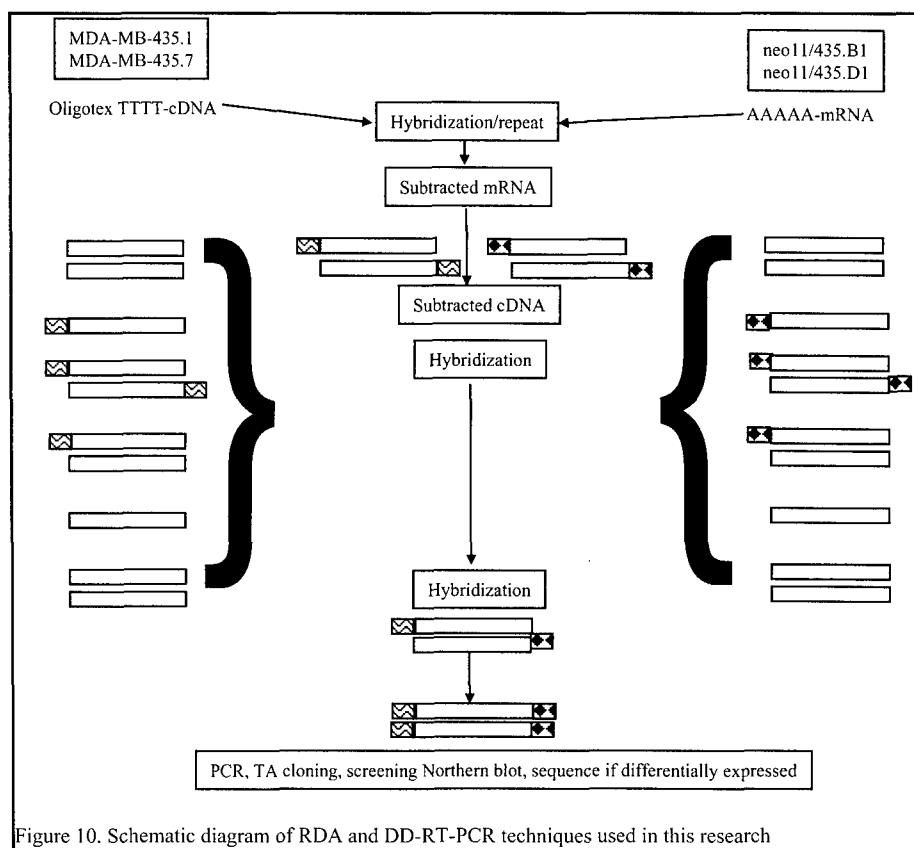 MDA-MB-435.1
MDA-MB-435.7
neo11/435.B1
neo11/435.D1
Oligotex TTTT-cDNA
Hybridization/repeat
AAAAA-mRNA
Subtracted mRNA
Subtracted cDNA
Hybridization
Hybridization
PCR, TA cloning, screening Northern blot, sequence if differentially expressed
Figure 10. Schematic diagram of RDA and DD-RT-PCR techniques used in this research